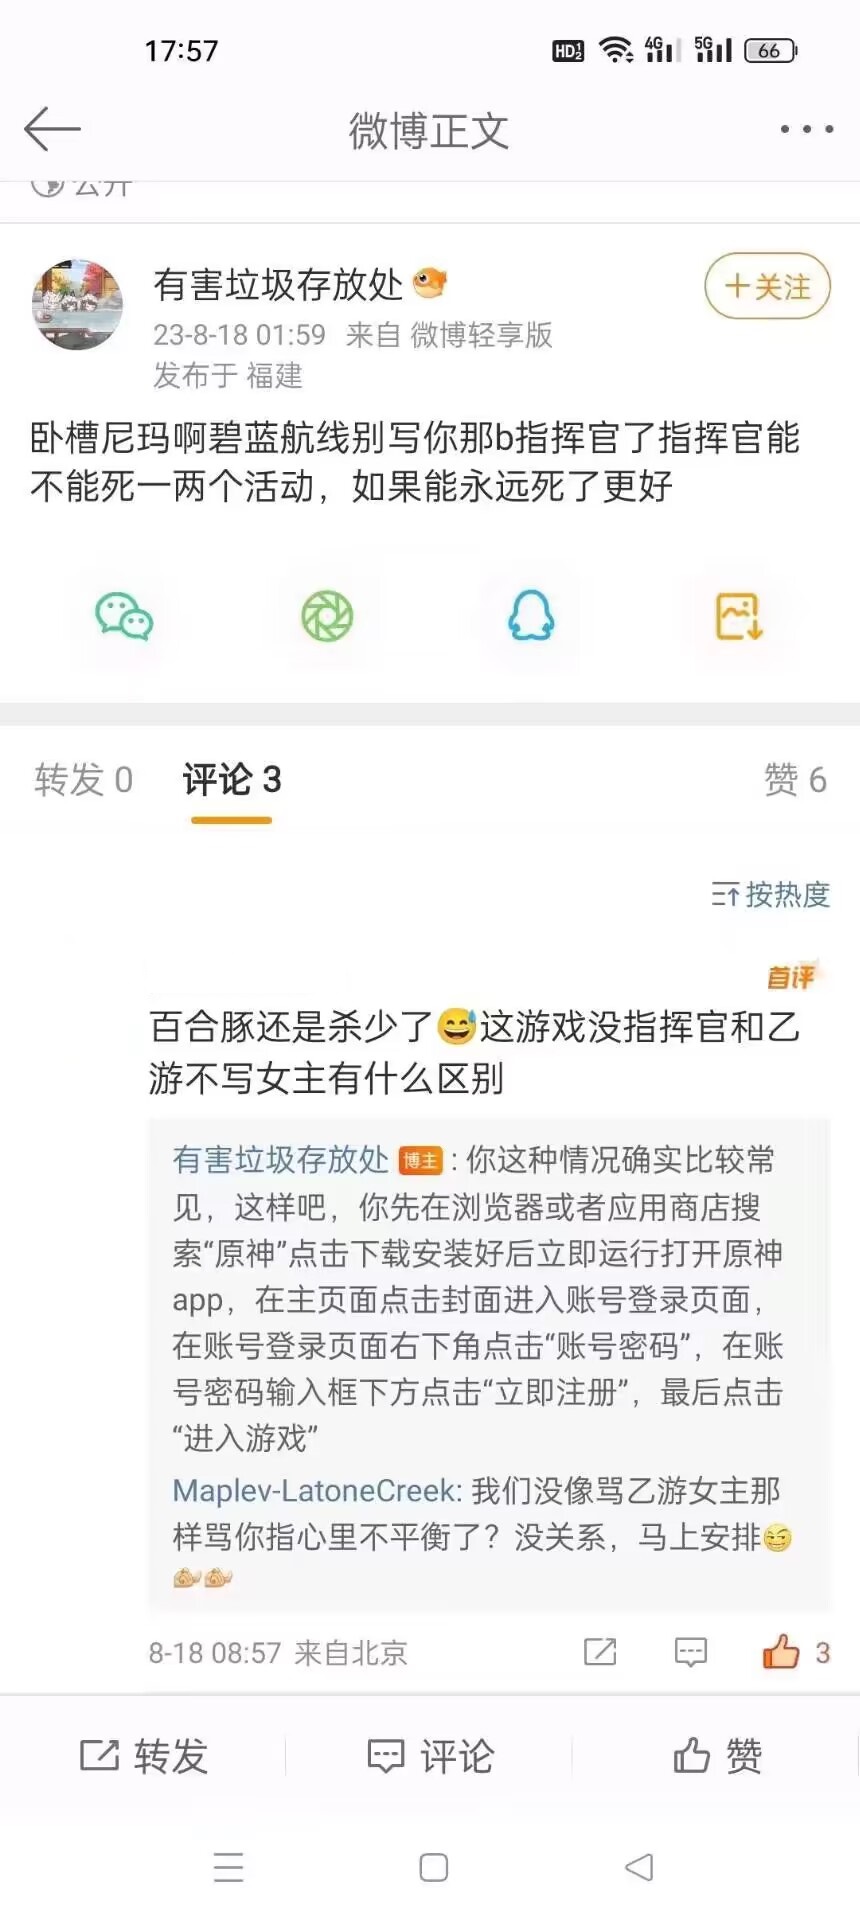 17:57
HD 1 2
4G
5G
66
微博正文
公开
有害垃圾存放处
+关注
23-8-18 01:59 来自 微博轻享版
发布于 福建
卧槽尼玛啊碧蓝航线别写你那b指挥官了指挥官能
不能死一两个活动，如果能永远死了更好
转发 0
评论 3
赞 6
按热度
首评
百合豚还是杀少了😅这游戏没指挥官和乙
游不写女主有什么区别
有害垃圾存放处 博主 : 你这种情况确实比较常
见，这样吧，你先在浏览器或者应用商店搜
索“原神”点击下载安装好后立即运行打开原神
app，在主页面点击封面进入账号登录页面，
在账号登录页面右下角点击“账号密码”，在账
号密码输入框下方点击“立即注册”，最后点击
“进入游戏”
Maplev-LatoneCreek: 我们没像骂乙游女主那
样骂你指心里不平衡了？没关系，马上安排
8-18 08:57 来自北京
3
转发
评论
赞